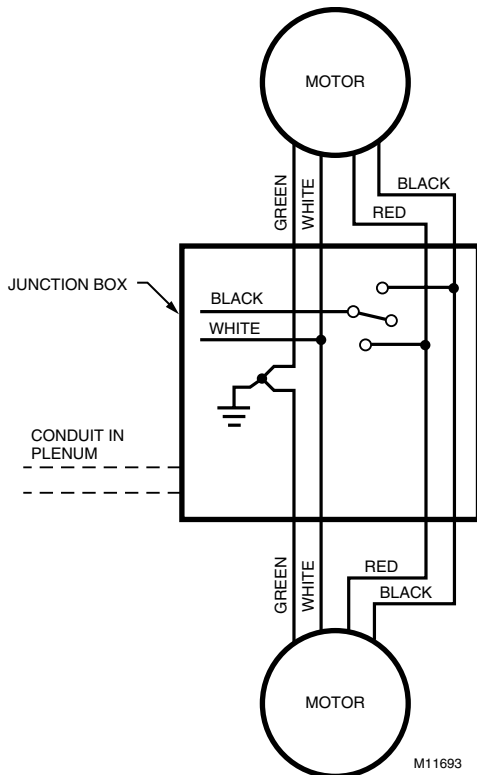 MOTOR
GREEN
WHITE
BLACK
RED
JUNCTION BOX
BLACK
WHITE
CONDUIT IN
PLENUM
GREEN
WHITE
RED
BLACK
MOTOR
M11693